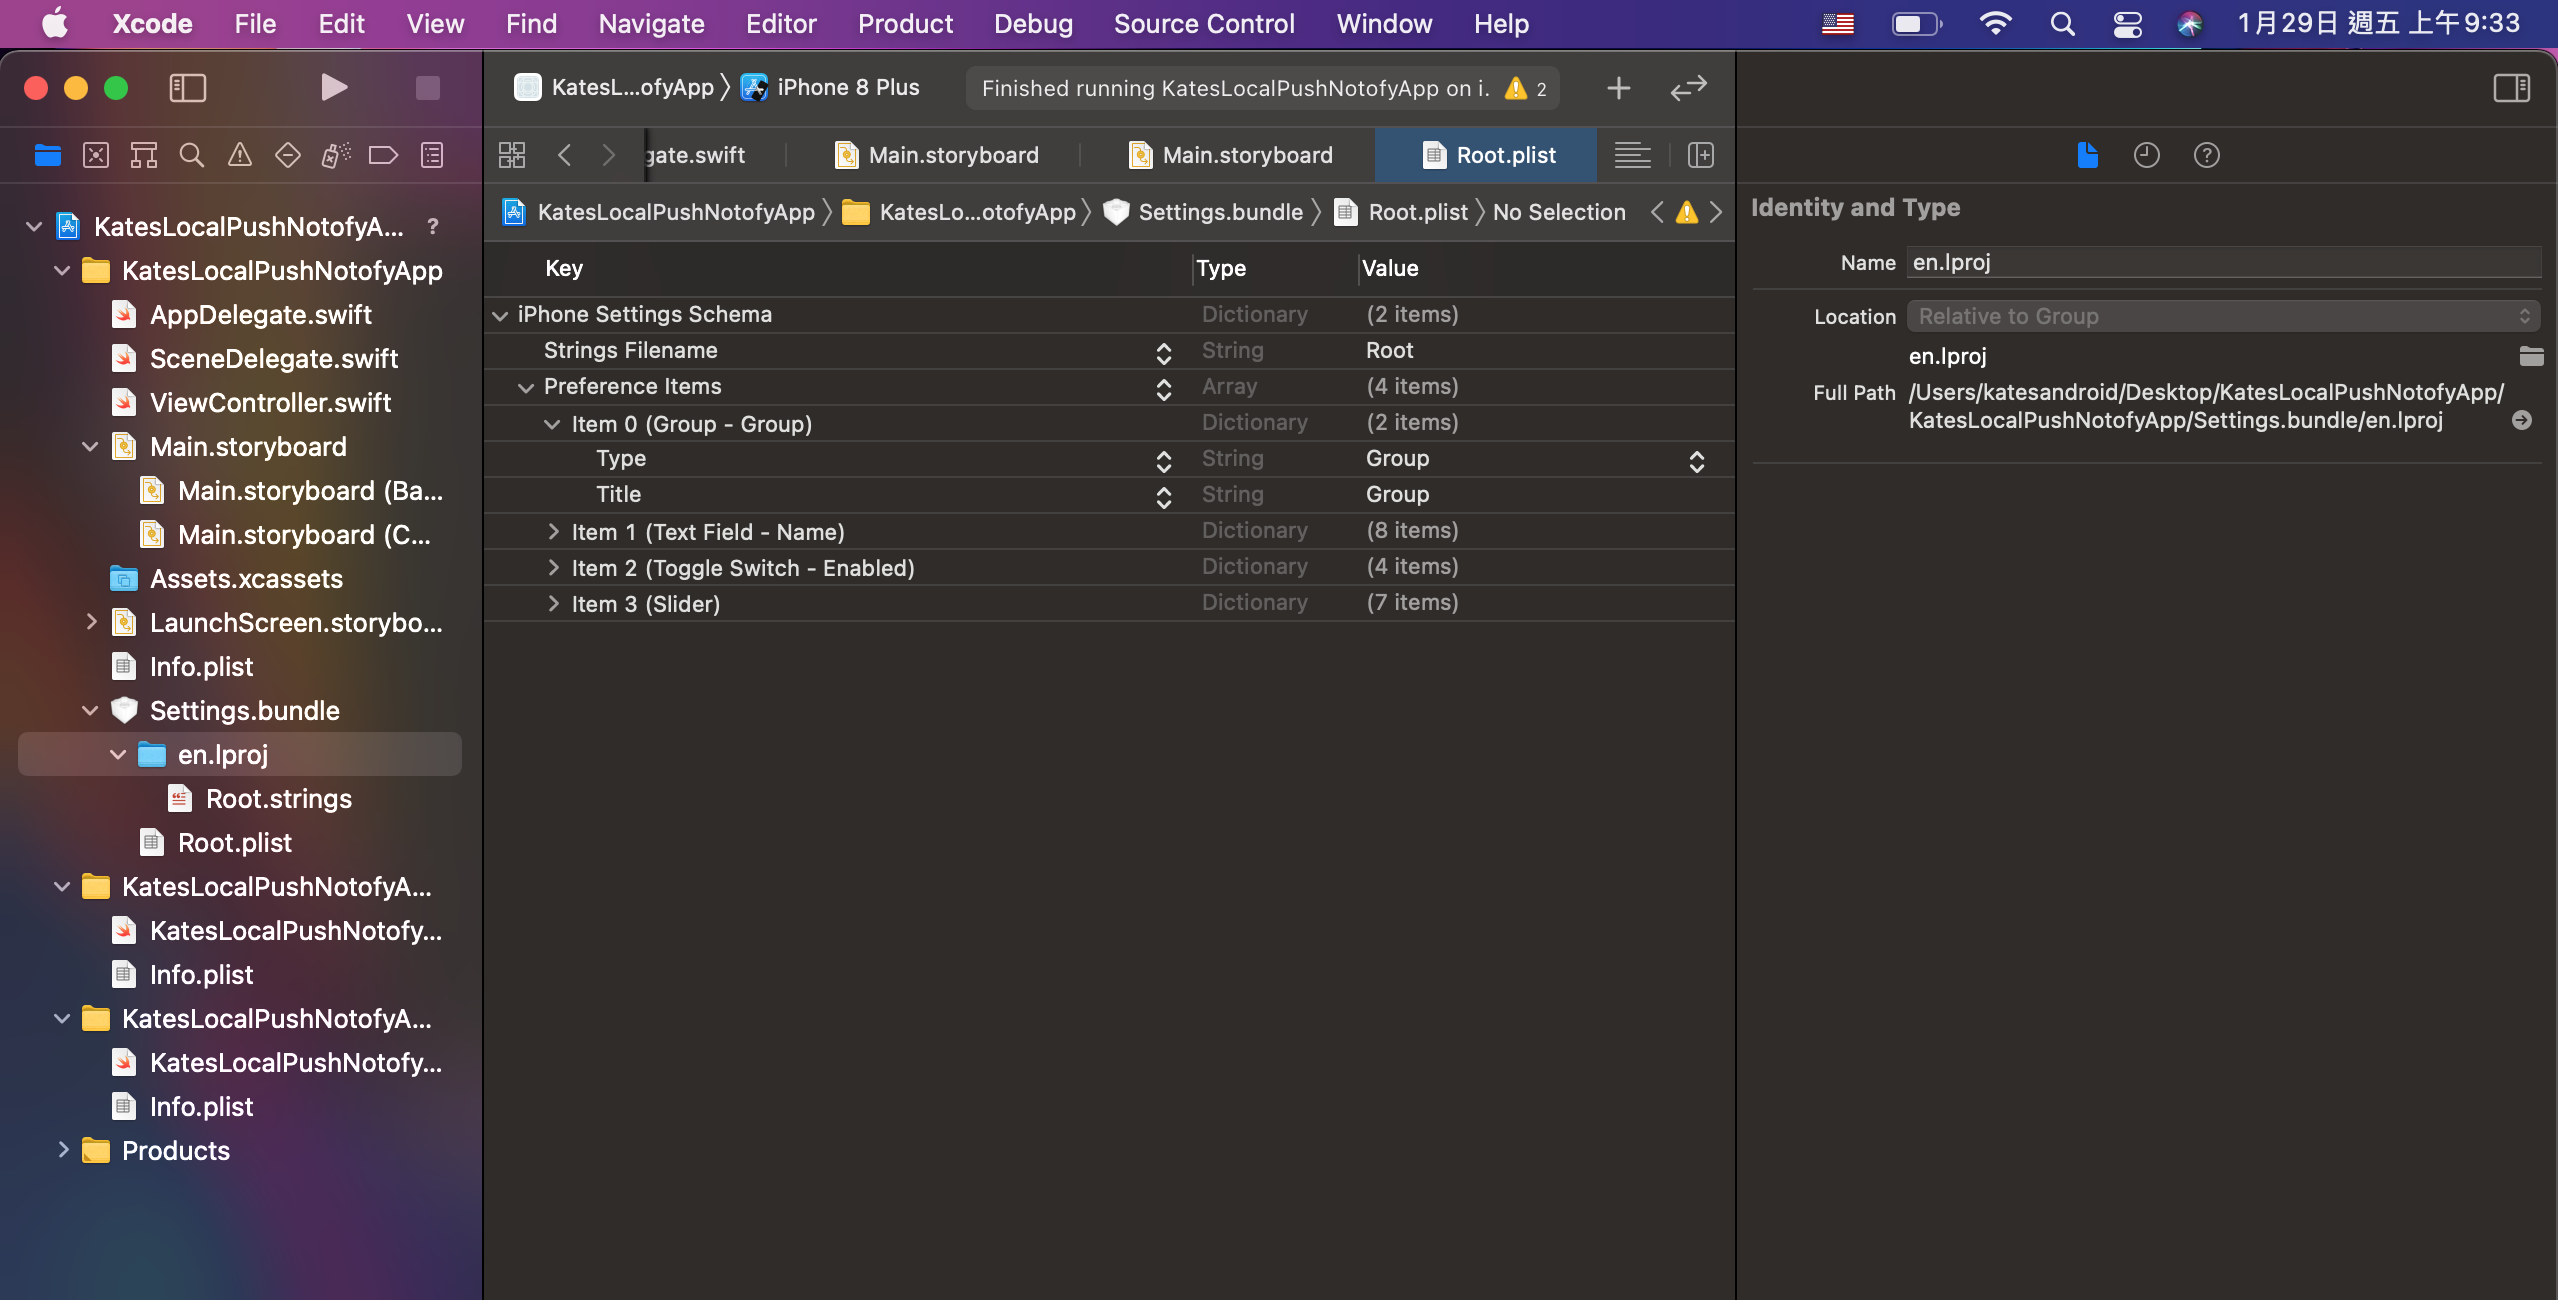 Xcode File Edit View Find Navigate Editor Product Debug Source Control Window Help 1月29日 週五 上午9:33
KatesL...ofyApp iPhone 8 Plus Finished running KatesLocalPushNotofyApp on i. 2
gate.swift Main.storyboard Main.storyboard Root.plist
KatesLocalPushNotofyApp KatesLo...otofyApp Settings.bundle Root.plist No Selection
KatesLocalPushNotofyA... ?
KatesLocalPushNotofyApp
AppDelegate.swift
SceneDelegate.swift
ViewController.swift
Main.storyboard
Main.storyboard (Ba...
Main.storyboard (C...
Assets.xcassets
LaunchScreen.storybo...
Info.plist
Settings.bundle
en.lproj
Root.strings
Root.plist
KatesLocalPushNotofyA...
KatesLocalPushNotofy...
Info.plist
KatesLocalPushNotofyA...
KatesLocalPushNotofy...
Info.plist
Products
Key Type Value
iPhone Settings Schema Dictionary (2 items)
Strings Filename String Root
Preference Items Array (4 items)
Item 0 (Group - Group) Dictionary (2 items)
Type String Group
Title String Group
Item 1 (Text Field - Name) Dictionary (8 items)
Item 2 (Toggle Switch - Enabled) Dictionary (4 items)
Item 3 (Slider) Dictionary (7 items)
Identity and Type
Name en.lproj
Location Relative to Group
en.lproj
Full Path /Users/katesandroid/Desktop/KatesLocalPushNotofyApp/
KatesLocalPushNotofyApp/Settings.bundle/en.lproj